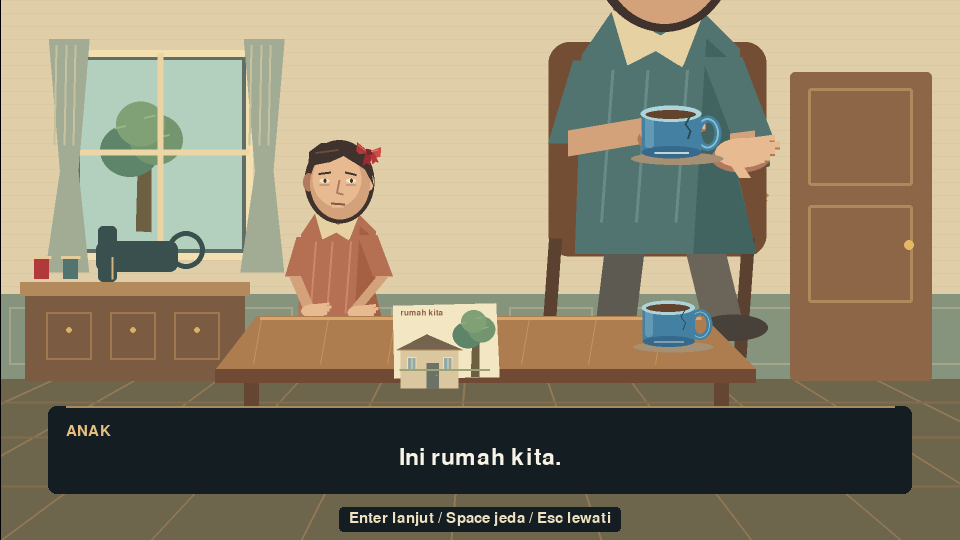 rumah kita
ANAK
Ini rumah kita.
Enter lanjut / Space jeda / Esc lewati